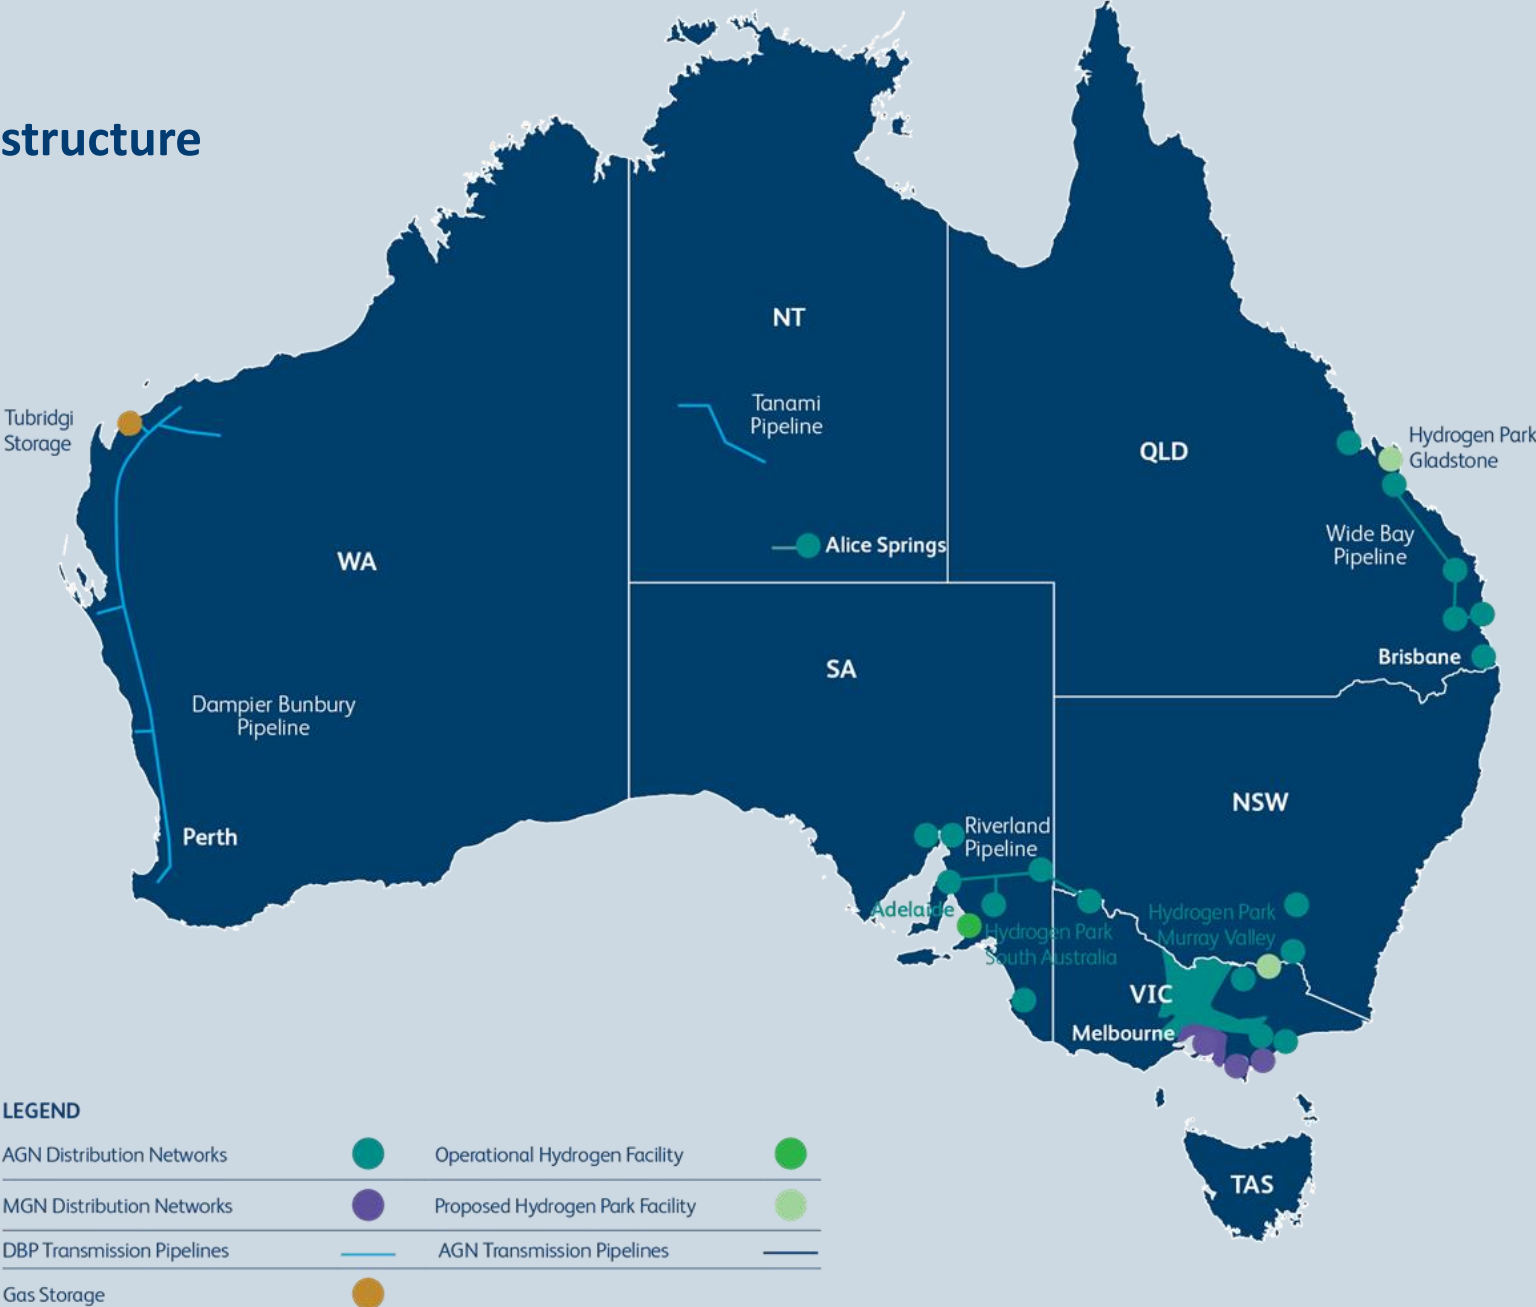 structure
NT
Tanami
Pipeline
Tubridgi
Storage
QLD
Hydrogen Park
Gladstone
Wide Bay
Pipeline
Alice Springs
WA
Brisbane
SA
Dampier Bunbury
Pipeline
NSW
Perth
Riverland
Pipeline
Adelaide
Hydrogen Park
South Australia
Hydrogen Park
Murray Valley
VIC
Melbourne
TAS
LEGEND
AGN Distribution Networks
Operational Hydrogen Facility
MGN Distribution Networks
Proposed Hydrogen Park Facility
DBP Transmission Pipelines
AGN Transmission Pipelines
Gas Storage